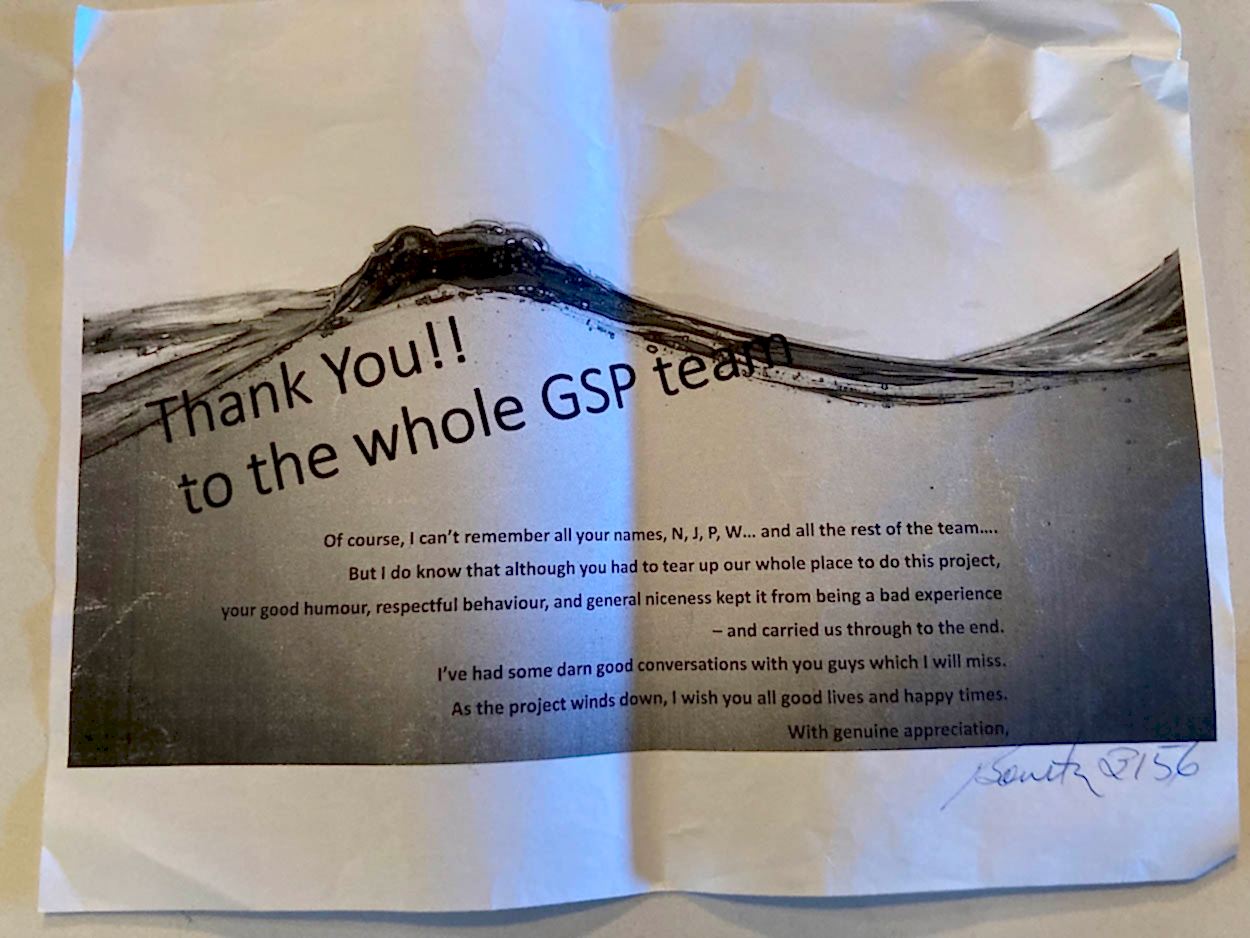 Thank You!!
to the whole GSP team
Of course, I can't remember all your names, N, J, P, W... and all the rest of the team....
But I do know that although you had to tear up our whole place to do this project,
your good humour, respectful behaviour, and general niceness kept it from being a bad experience
– and carried us through to the end.
I've had some darn good conversations with you guys which I will miss.
As the project winds down, I wish you all good lives and happy times.
With genuine appreciation,
2156